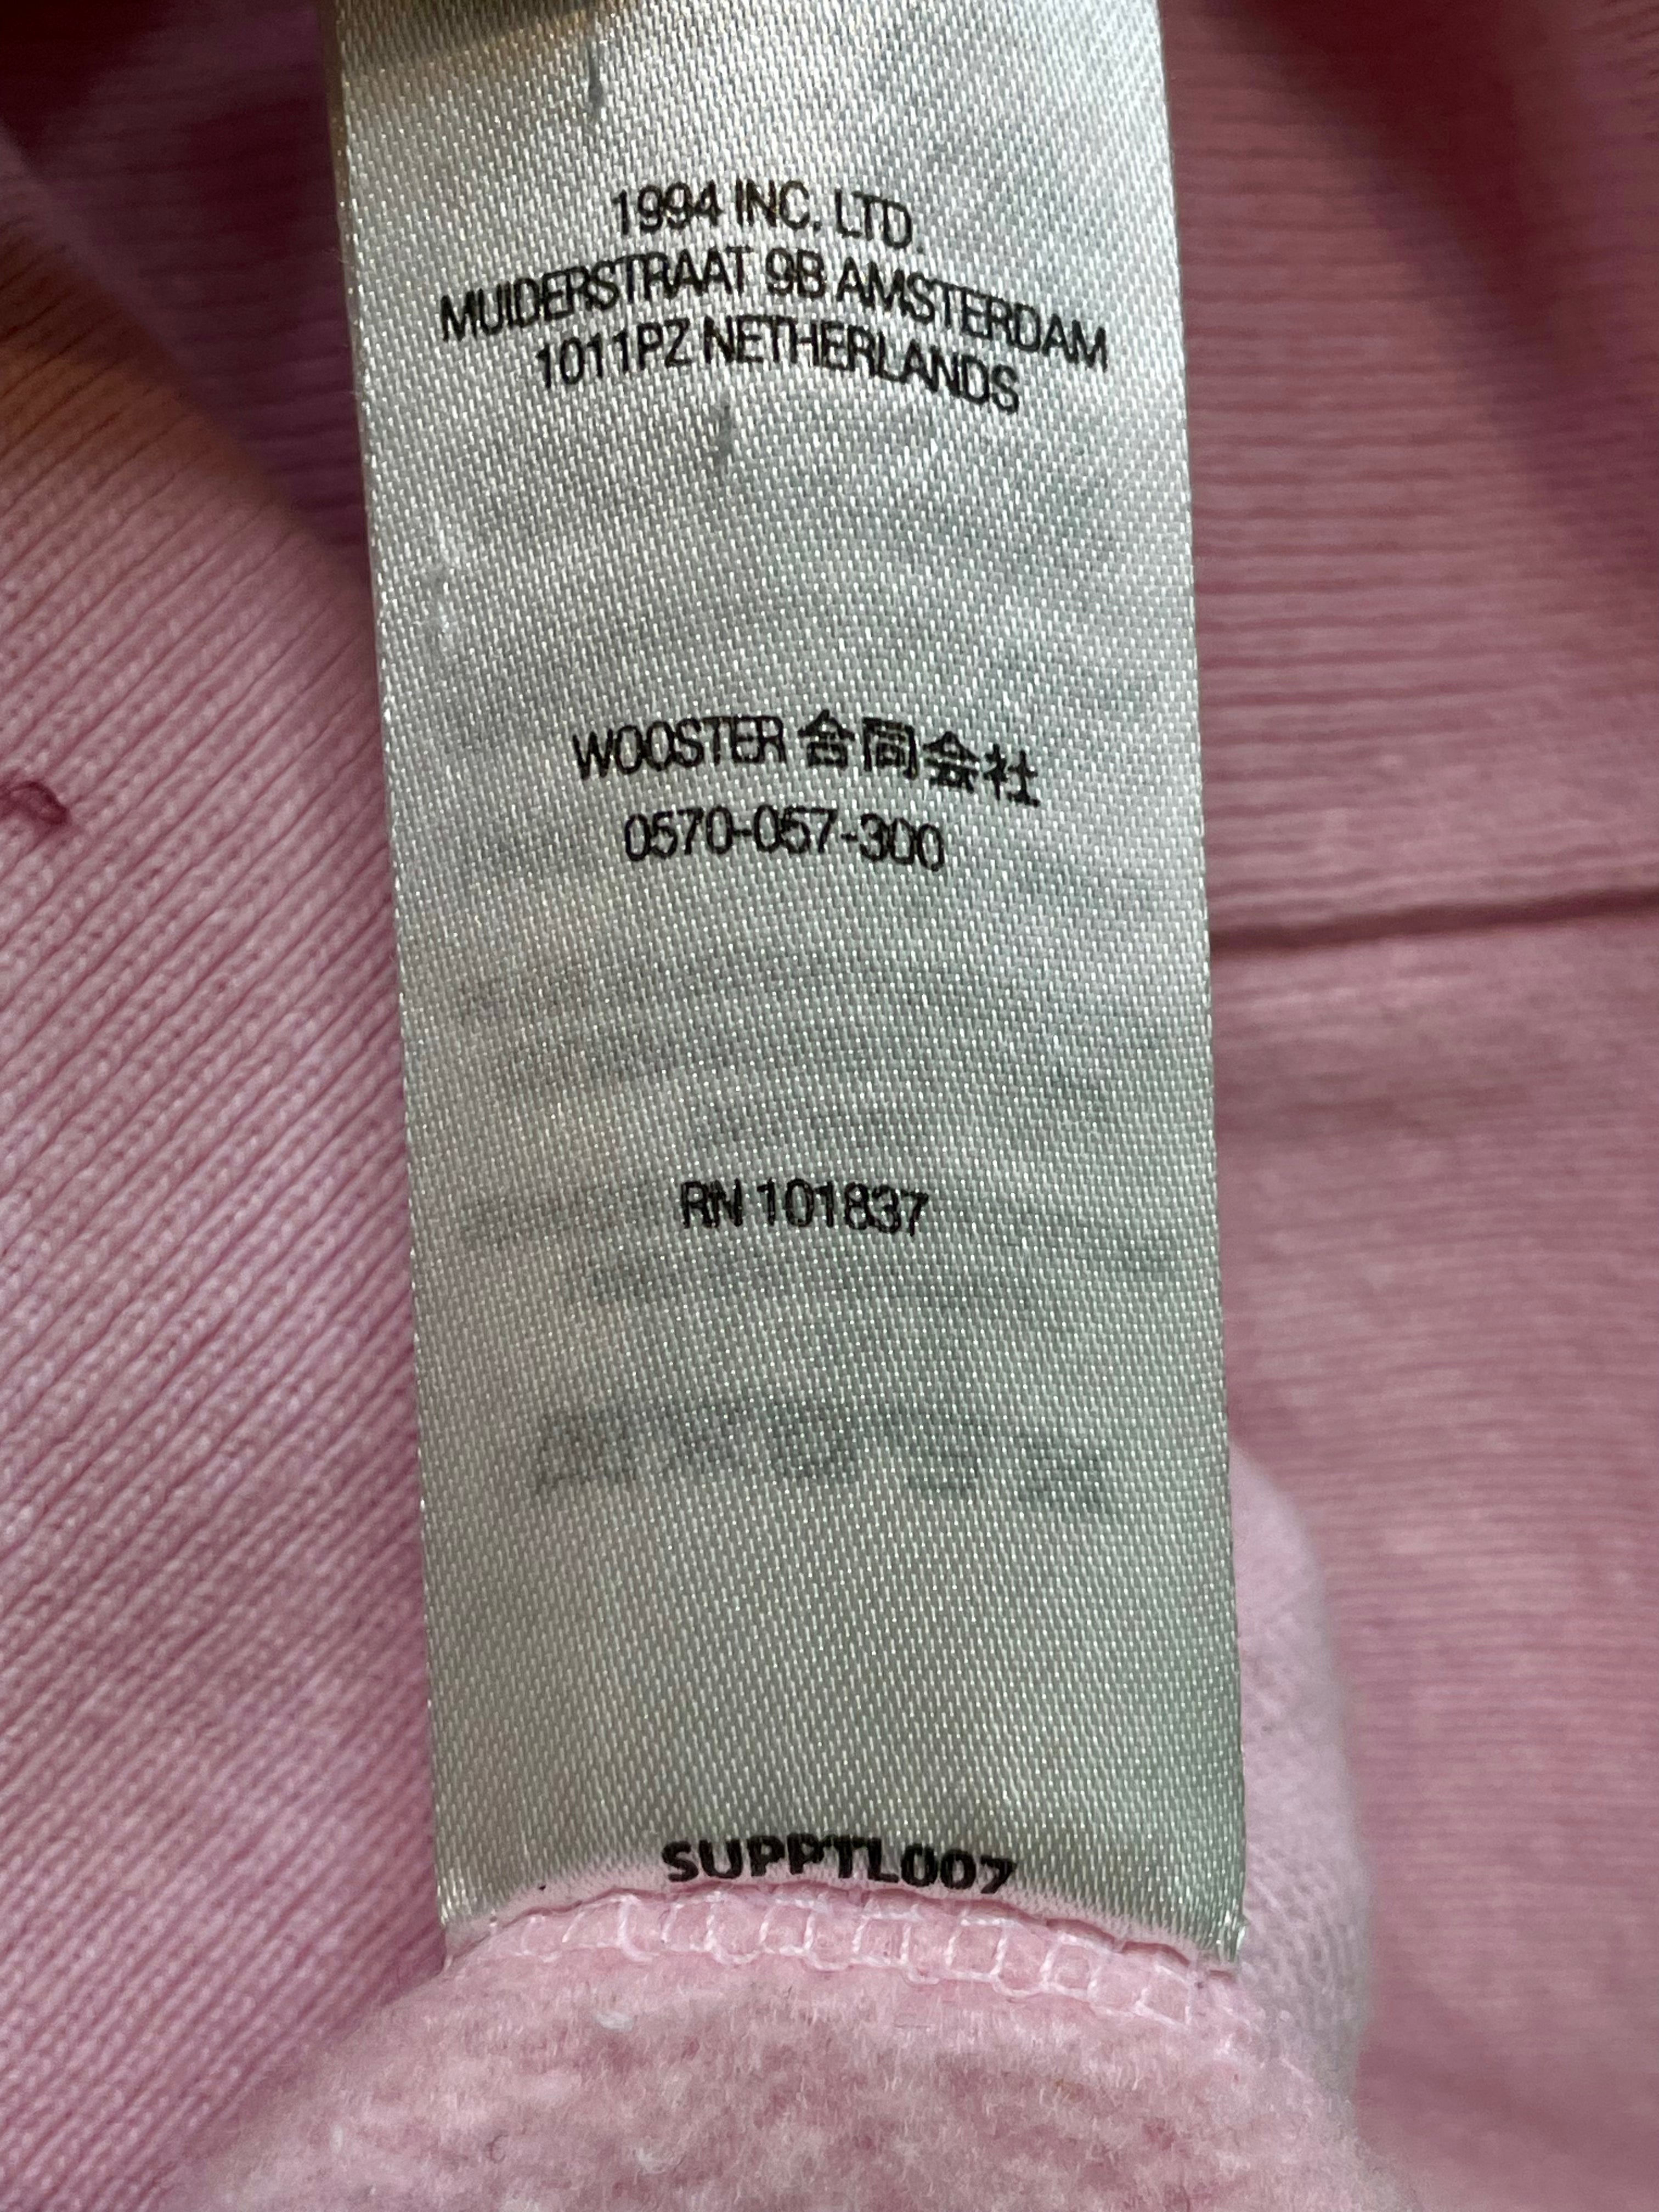 1994 INC. LTD.
MUIDERSTRAAT 9B AMSTERDAM
1011PZ NETHERLANDS
WOOSTER 合同会社
0570-057-300
RN 101837
SUPPTL007